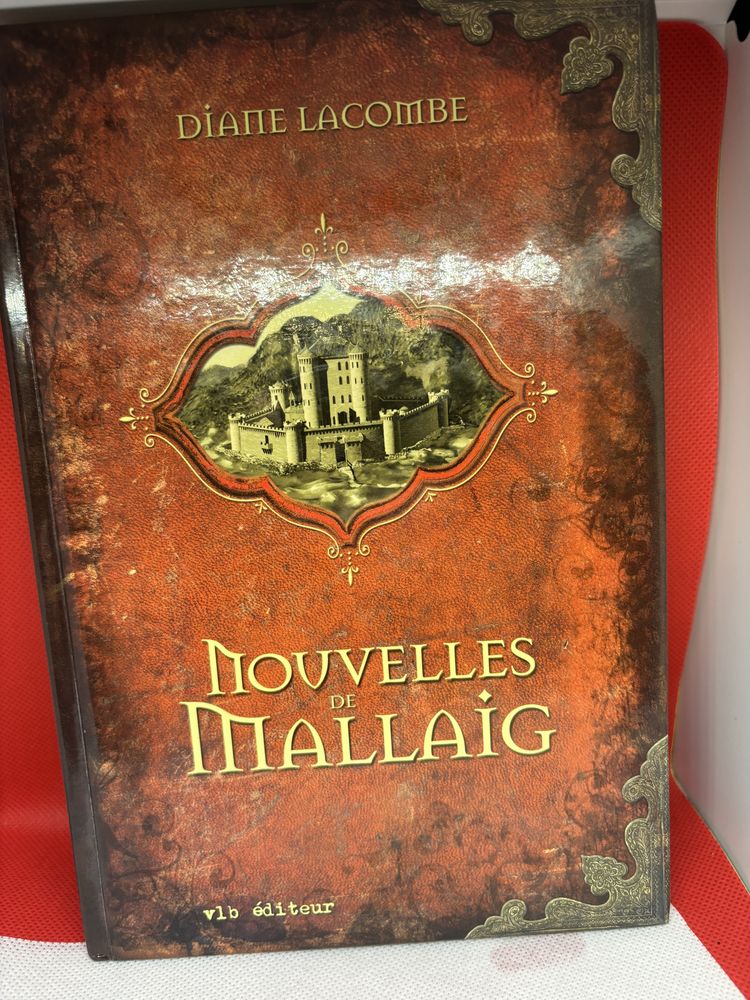 DIANE LACOMBE
NOUVELLES
DE
MALLAIG
vlb éditeur